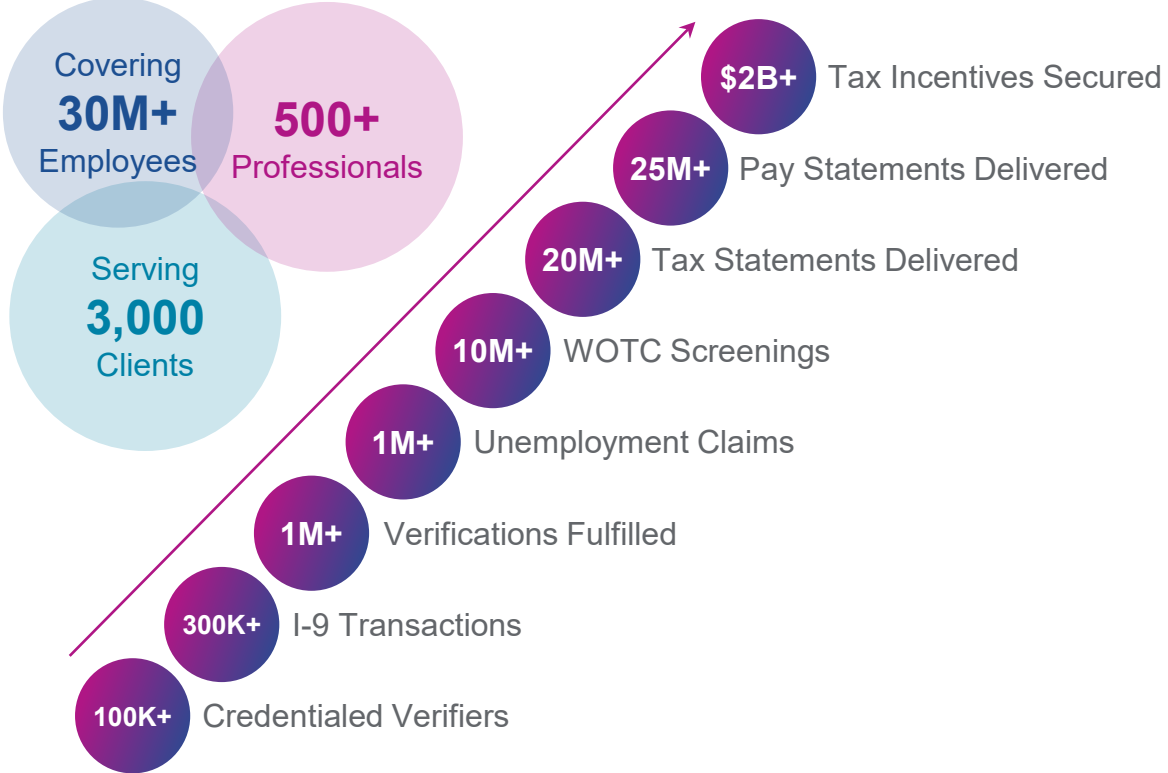 Covering
30M+
Employees
500+
Professionals
Serving
3,000
Clients
$2B+ Tax Incentives Secured
25M+ Pay Statements Delivered
20M+ Tax Statements Delivered
10M+ WOTC Screenings
1M+ Unemployment Claims
1M+ Verifications Fulfilled
300K+ I-9 Transactions
100K+ Credentialed Verifiers